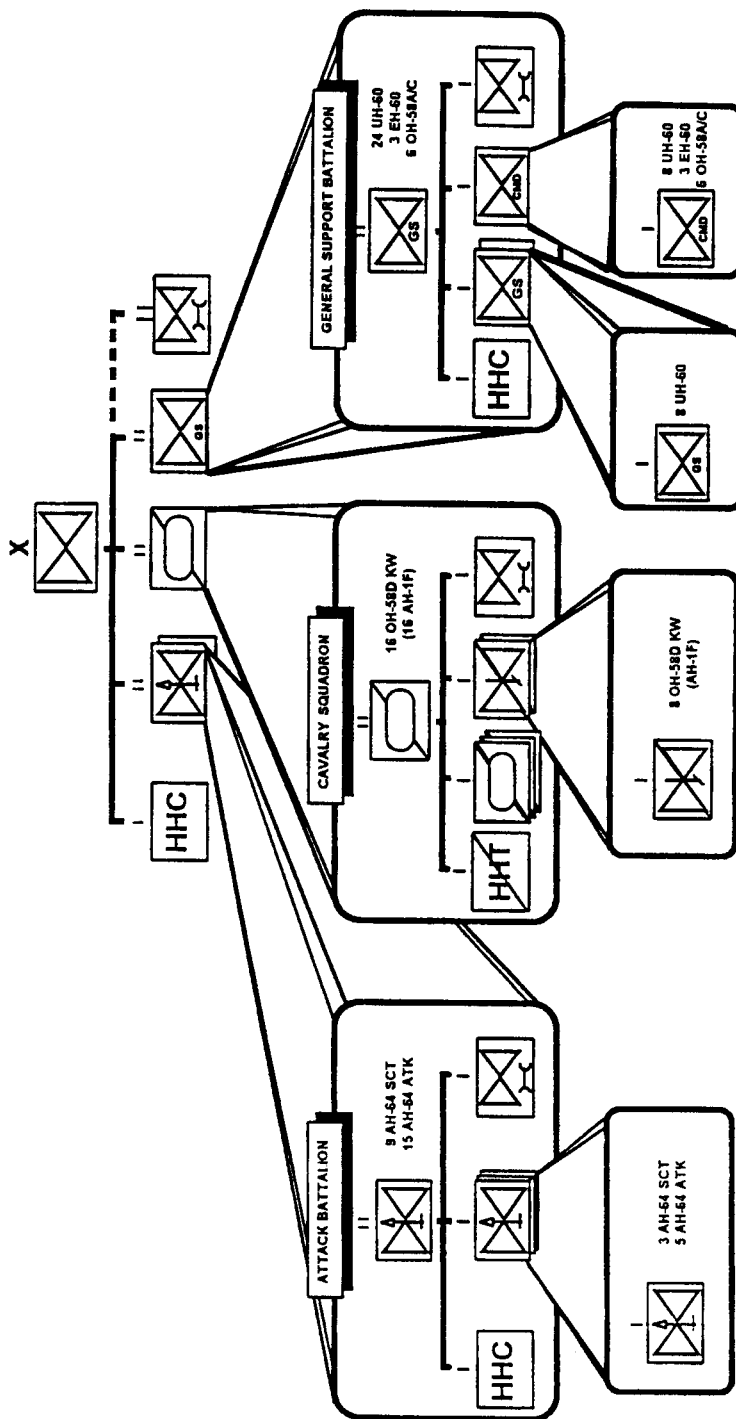 X
HHC
GS
ATTACK BATTALION
9 AH-64 SCT
15 AH-64 ATK
HHC
3 AH-64 SCT
5 AH-64 ATK
CAVALRY SQUADRON
16 OH-58D KW
(16 AH-1F)
HHT
8 OH-58D KW
(AH-1F)
GENERAL SUPPORT BATTALION
24 UH-60
3 EH-60
6 OH-58A/C
GS
HHC
GS
CMD
8 UH-60
GS
8 UH-60
3 EH-60
6 OH-58A/C
CMD